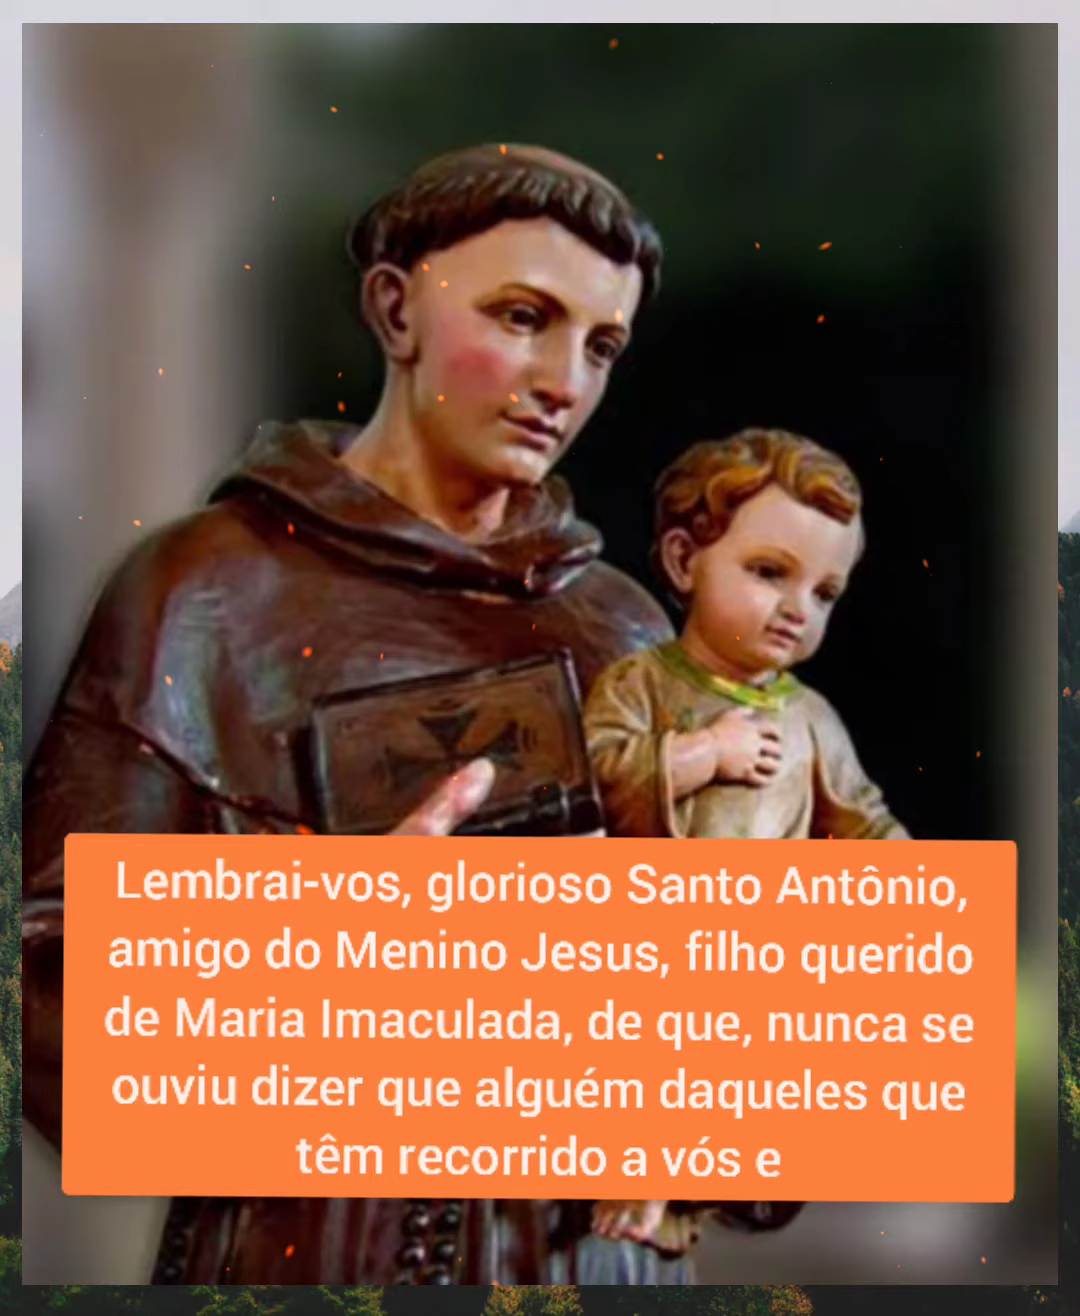 Lembrai-vos, glorioso Santo Antônio,
amigo do Menino Jesus, filho querido
de Maria Imaculada, de que, nunca se
ouviu dizer que alguém daqueles que
têm recorrido a vós e